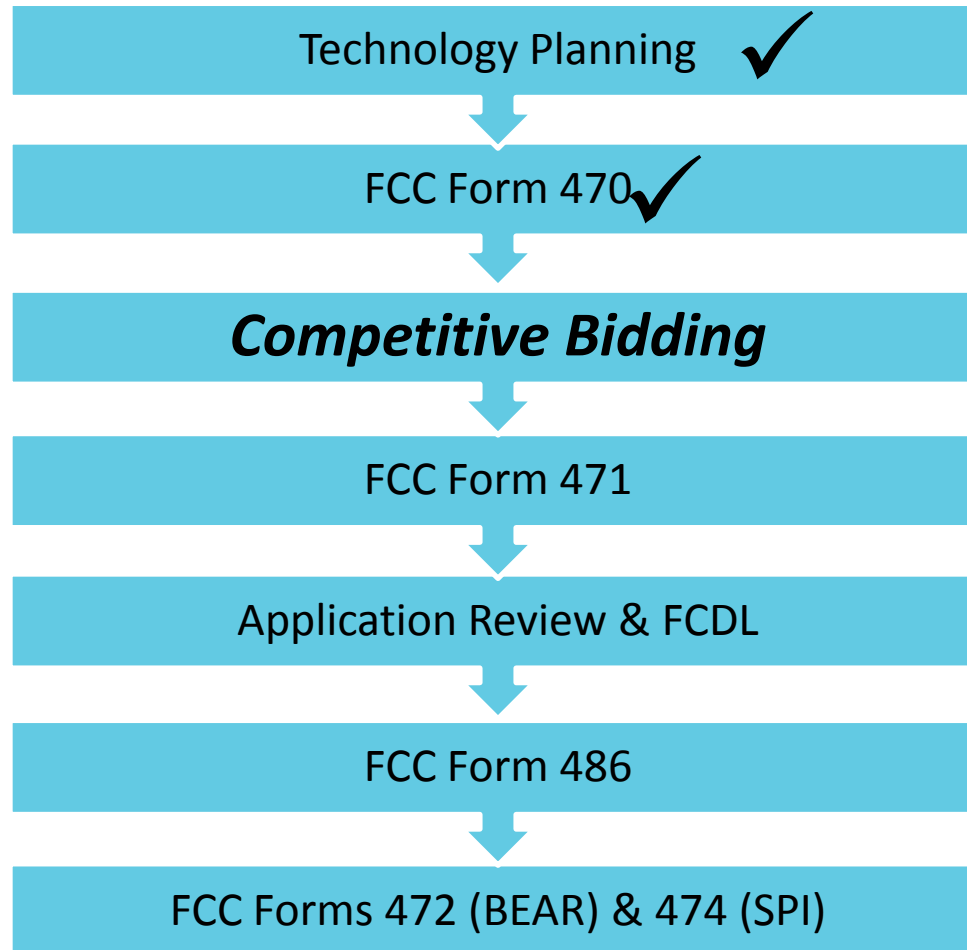 Technology Planning
FCC Form 470
Competitive Bidding
FCC Form 471
Application Review & FCDL
FCC Form 486
FCC Forms 472 (BEAR) & 474 (SPI)